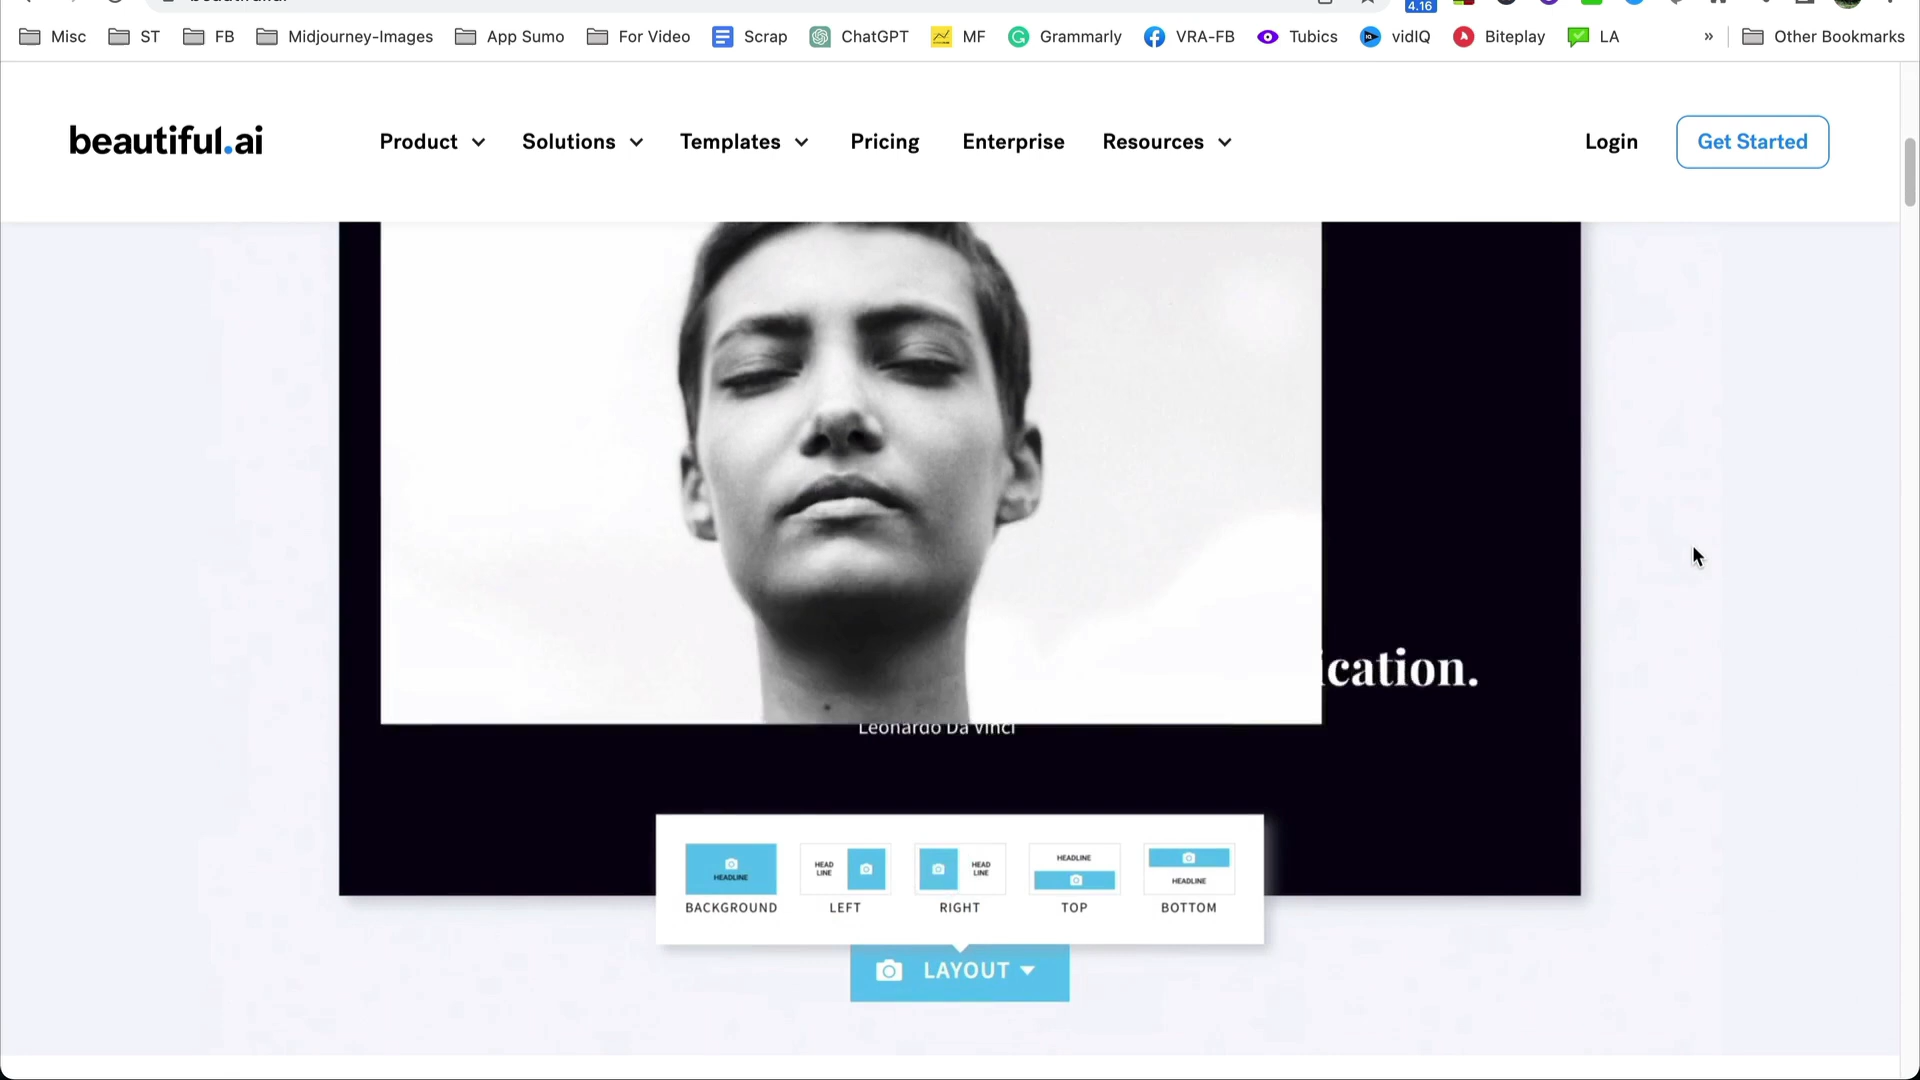 4.16
Misc ST FB Midjourney-Images App Sumo For Video Scrap ChatGPT MF Grammarly VRA-FB Tubics vidIQ Biteplay LA » Other Bookmarks
beautiful.ai Product Solutions Templates Pricing Enterprise Resources Login Get Started
ication.
Leonardo Da Vinci
HEADLINE
HEAD
LINE
HEAD
LINE
HEADLINE
HEADLINE
BACKGROUND LEFT RIGHT TOP BOTTOM
LAYOUT